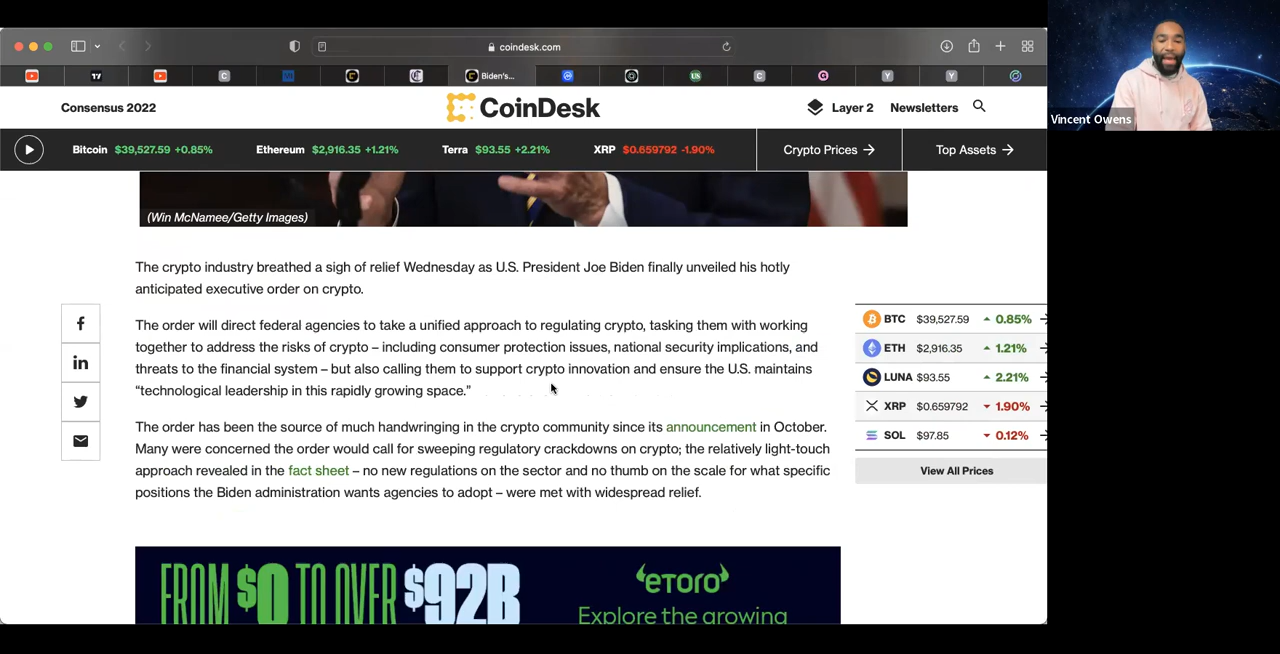 coindesk.com
Biden's...
Consensus 2022
CoinDesk
Layer 2
Newsletters
Bitcoin $39,527.59 +0.85%
Ethereum $2,916.35 +1.21%
Terra $93.55 +2.21%
XRP $0.659792 -1.90%
Crypto Prices →
Top Assets →
Vincent Owens
(Win McNamee/Getty Images)
The crypto industry breathed a sigh of relief Wednesday as U.S. President Joe Biden finally unveiled his hotly
anticipated executive order on crypto.
The order will direct federal agencies to take a unified approach to regulating crypto, tasking them with working
together to address the risks of crypto – including consumer protection issues, national security implications, and
threats to the financial system – but also calling them to support crypto innovation and ensure the U.S. maintains
“technological leadership in this rapidly growing space.”
The order has been the source of much handwringing in the crypto community since its announcement in October.
Many were concerned the order would call for sweeping regulatory crackdowns on crypto; the relatively light-touch
approach revealed in the fact sheet – no new regulations on the sector and no thumb on the scale for what specific
positions the Biden administration wants agencies to adopt – were met with widespread relief.
BTC $39,527.59 0.85%
ETH $2,916.35 1.21%
LUNA $93.55 2.21%
XRP $0.659792 1.90%
SOL $97.85 0.12%
View All Prices
FROM $0 TO OVER $92B
eToro
Explore the growing